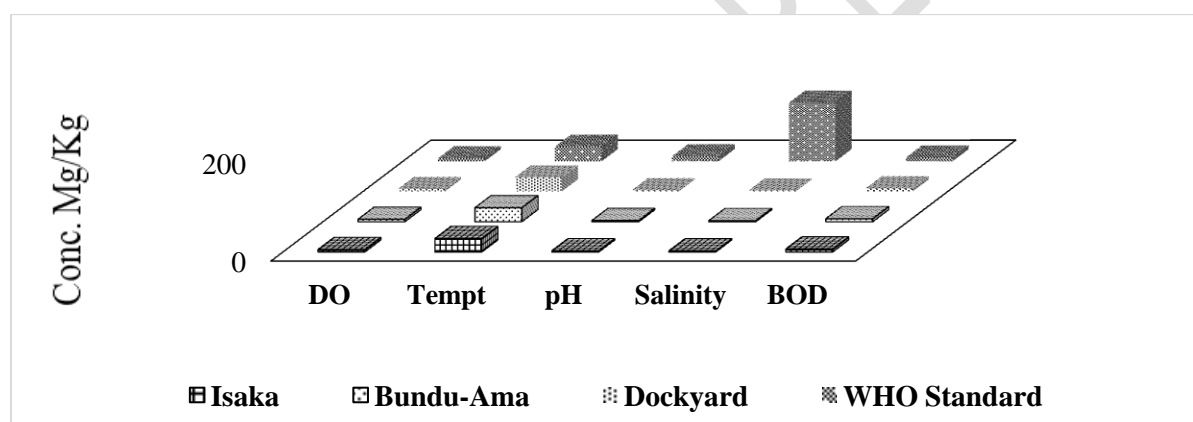 Conc. Mg/Kg
200
0
DO Tempt pH Salinity BOD
Isaka Bundu-Ama Dockyard WHO Standard